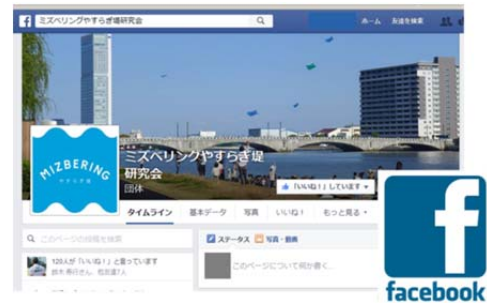 ミズベリングやすらぎ堤研究会
ホーム 友達を検索
MIZBERING
やすらぎ堤
ミズベリングやすらぎ堤
研究会
団体
「いいね!」しています
タイムライン 基本データ 写真 いいね! もっと見る
このページの投稿を検索
ステータス 写真・動画
120人が「いいね!」と言っています
このページについて何か書く...
facebook